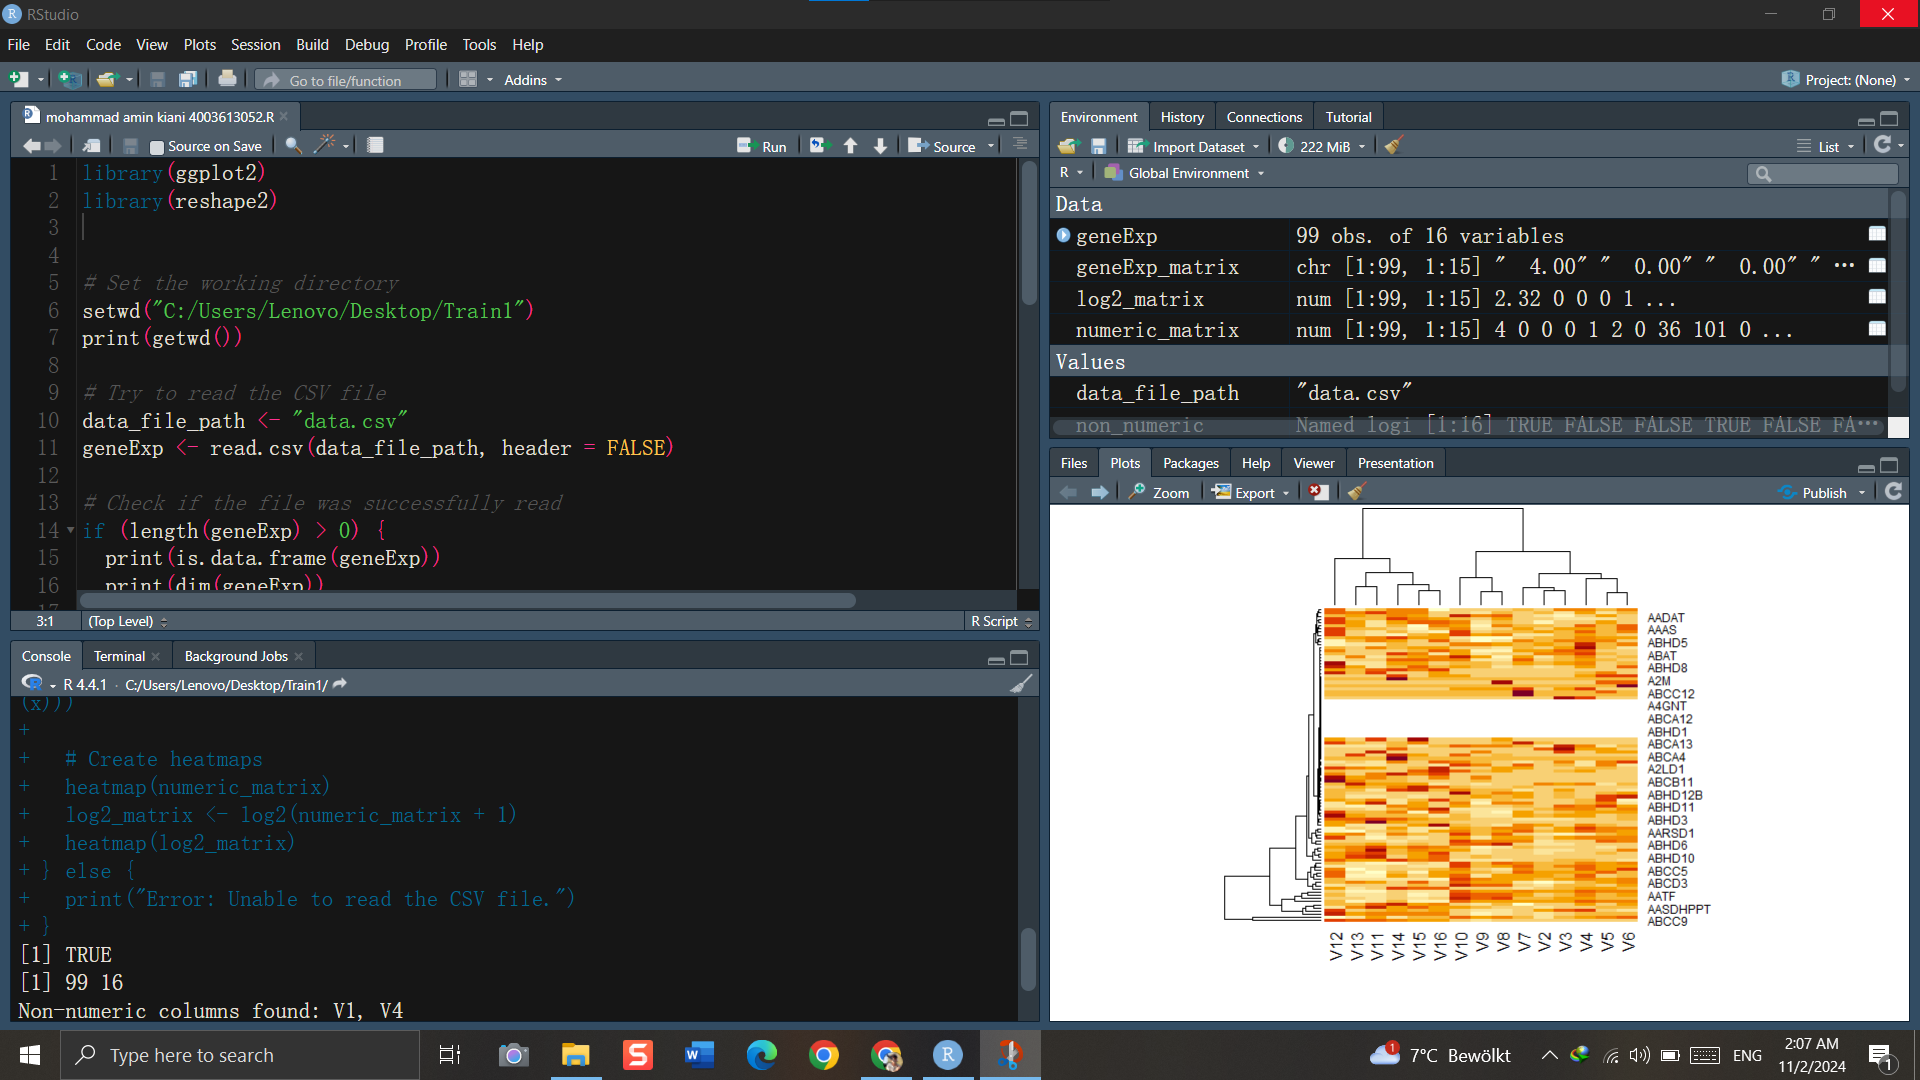 RStudio
File Edit Code View Plots Session Build Debug Profile Tools Help
Go to file/function Addins Project: (None)
mohammad amin kiani 4003613052.R
Source on Save Run Source
1 library(ggplot2)
2 library(reshape2)
3
4
5 # Set the working directory
6 setwd("C:/Users/Lenovo/Desktop/Train1")
7 print(getwd())
8
9 # Try to read the CSV file
10 data_file_path <- "data.csv"
11 geneExp <- read.csv(data_file_path, header = FALSE)
12
13 # Check if the file was successfully read
14 if (length(geneExp) > 0) {
15 print(is.data.frame(geneExp))
16 print(dim(geneExp))
3:1 (Top Level) R Script
Console Terminal Background Jobs
R 4.4.1 · C:/Users/Lenovo/Desktop/Train1/
(x)))
+
+ # Create heatmaps
+ heatmap(numeric_matrix)
+ log2_matrix <- log2(numeric_matrix + 1)
+ heatmap(log2_matrix)
+ } else {
+ print("Error: Unable to read the CSV file.")
+ }
[1] TRUE
[1] 99 16
Non-numeric columns found: V1, V4
Environment History Connections Tutorial
Import Dataset 222 MiB List
R Global Environment
Data
geneExp 99 obs. of 16 variables
geneExp_matrix chr [1:99, 1:15] "  4.00" "  0.00" "  0.00" " ...
log2_matrix num [1:99, 1:15] 2.32 0 0 0 1 ...
numeric_matrix num [1:99, 1:15] 4 0 0 0 1 2 0 36 101 0 ...
Values
data_file_path "data.csv"
non_numeric Named logi [1:16] TRUE FALSE FALSE TRUE FALSE FA...
Files Plots Packages Help Viewer Presentation
Zoom Export Publish
AADAT
AAAS
ABHD5
ABAT
ABHD8
A2M
ABCC12
A4GNT
ABCA12
ABHD1
ABCA13
ABCA4
A2LD1
ABCB11
ABHD12B
ABHD11
ABHD3
AARSD1
ABHD6
ABHD10
ABCC5
ABCD3
AATF
AASDHPPT
ABCC9
V12 V13 V11 V14 V15 V16 V10 V9 V8 V7 V2 V3 V4 V5 V6
Type here to search
1 7°C Bewölkt ENG 2:07 AM
11/2/2024 1